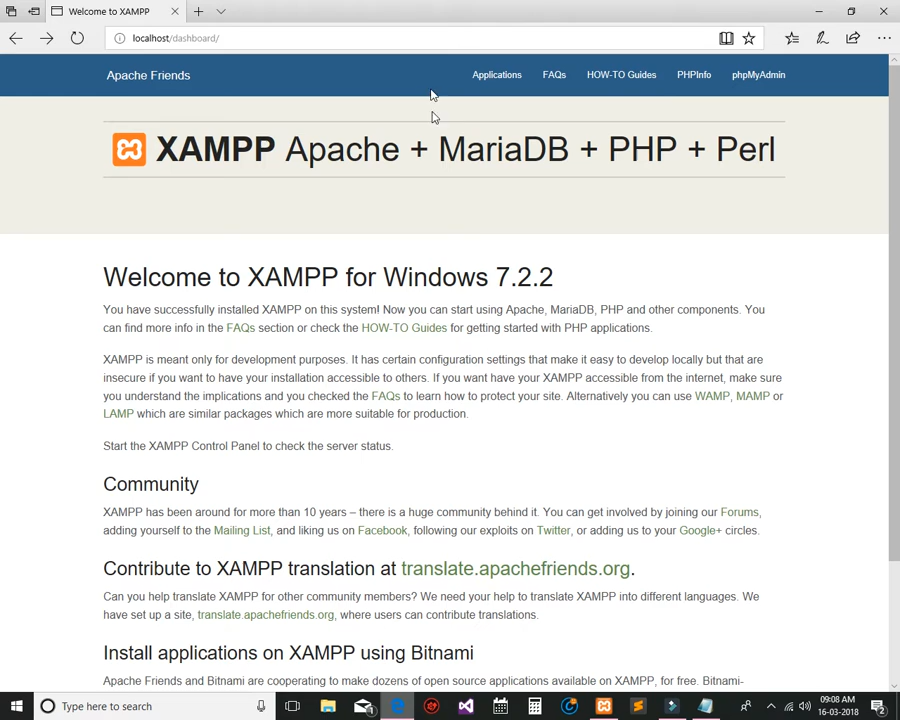 Welcome to XAMPP
localhost/dashboard/
Apache Friends
Applications
FAQs
HOW-TO Guides
PHPInfo
phpMyAdmin
XAMPP Apache + MariaDB + PHP + Perl
Welcome to XAMPP for Windows 7.2.2
You have successfully installed XAMPP on this system! Now you can start using Apache, MariaDB, PHP and other components. You
can find more info in the FAQs section or check the HOW-TO Guides for getting started with PHP applications.
XAMPP is meant only for development purposes. It has certain configuration settings that make it easy to develop locally but that are
insecure if you want to have your installation accessible to others. If you want have your XAMPP accessible from the internet, make sure
you understand the implications and you checked the FAQs to learn how to protect your site. Alternatively you can use WAMP, MAMP or
LAMP which are similar packages which are more suitable for production.
Start the XAMPP Control Panel to check the server status.
Community
XAMPP has been around for more than 10 years – there is a huge community behind it. You can get involved by joining our Forums,
adding yourself to the Mailing List, and liking us on Facebook, following our exploits on Twitter, or adding us to your Google+ circles.
Contribute to XAMPP translation at translate.apachefriends.org.
Can you help translate XAMPP for other community members? We need your help to translate XAMPP into different languages. We
have set up a site, translate.apachefriends.org, where users can contribute translations.
Install applications on XAMPP using Bitnami
Apache Friends and Bitnami are cooperating to make dozens of open source applications available on XAMPP, for free. Bitnami-
Type here to search
09:08 AM
16-03-2018